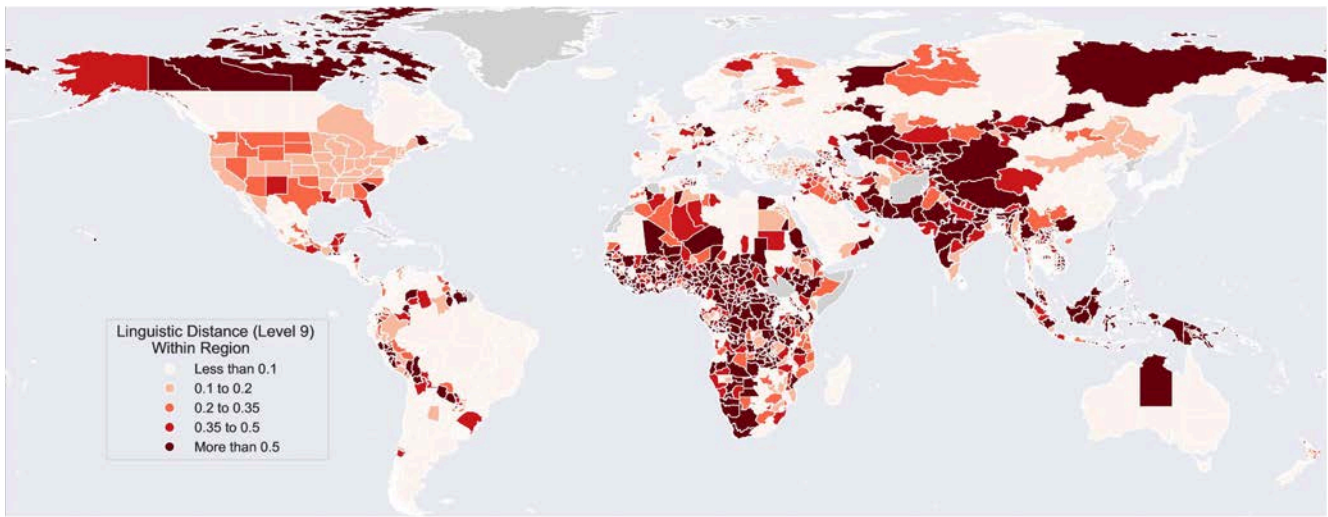 Linguistic Distance (Level 9)
Within Region
Less than 0.1
0.1 to 0.2
0.2 to 0.35
0.35 to 0.5
More than 0.5